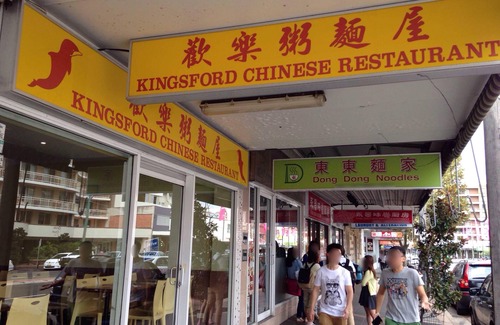 歡樂粥麵屋
KINGSFORD CHINESE RESTAURANT
歡樂粥麵屋
KINGSFORD CHINESE RESTAURANT
東東麵家
Dong Dong Noodles